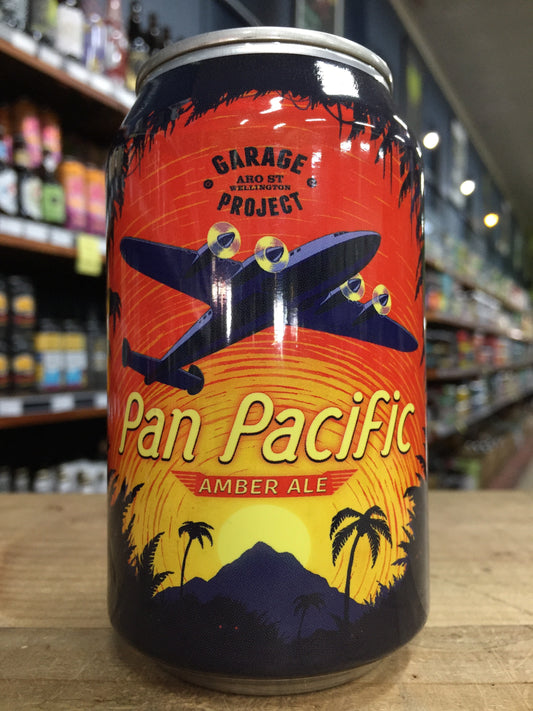 GARAGE
ARO ST
WELLINGTON
PROJECT
Pan Pacific
AMBER ALE